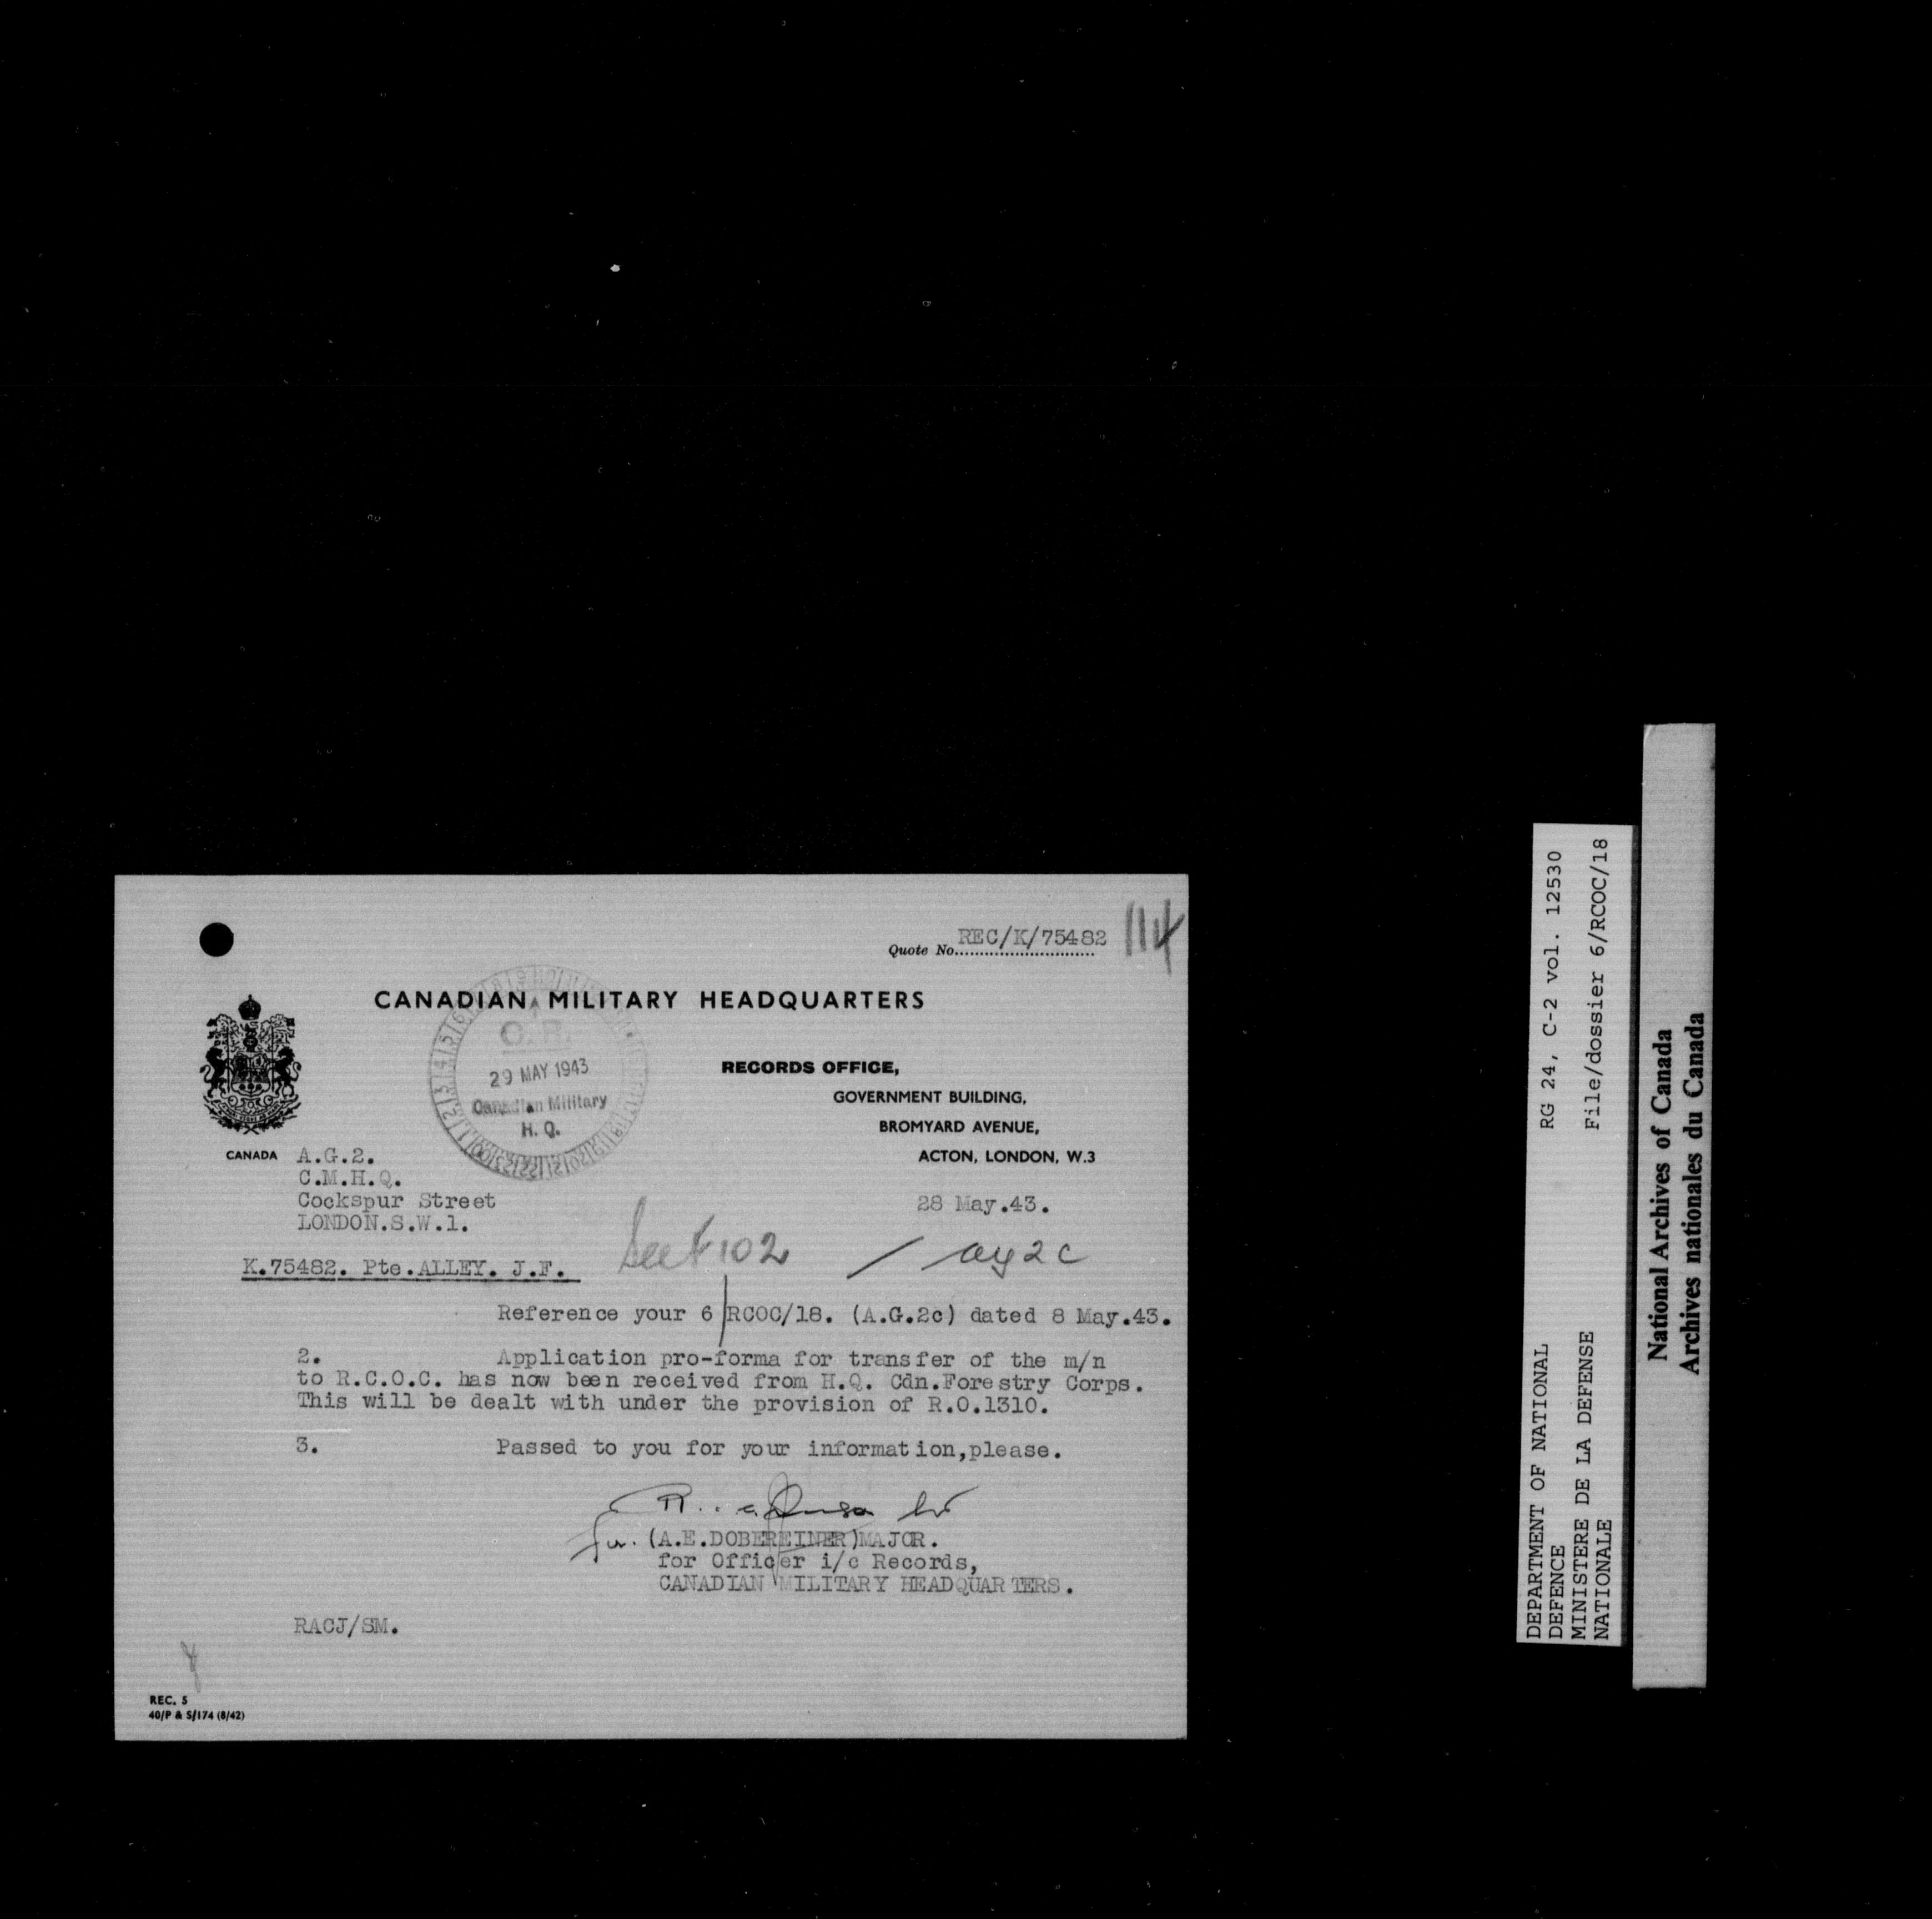 114
REC/K/75482
Quote No..............................
CANADIAN MILITARY HEADQUARTERS
C.R.
29 MAY 1943
Canadian Military
H. Q.
RECORDS OFFICE,
GOVERNMENT BUILDING,
BROMYARD AVENUE,
ACTON, LONDON, W.3
CANADA
A.G.2.
C.M.H.Q.
Cockspur Street
LONDON.S.W.1.
28 May.43.
102
/ ag 2 c
K.75482. Pte.ALLEY. J.F.
Reference your 6/RCOC/18. (A.G.2c) dated 8 May.43.
2. Application pro-forma for transfer of the m/n
to R.C.O.C. has now been received from H.Q. Cdn.Forestry Corps.
This will be dealt with under the provision of R.O.1310.
3. Passed to you for your information,please.
for. (A.E.DOBEREINER)MAJOR.
for Officer i/c Records,
CANADIAN MILITARY HEADQUARTERS.
RACJ/SM.
REC. 5
40/P & S/174 (8/42)
DEPARTMENT OF NATIONAL
DEFENCE
MINISTERE DE LA DEFENSE
NATIONALE
RG 24, C-2 vol. 12530
File/dossier 6/RCOC/18
National Archives of Canada
Archives nationales du Canada